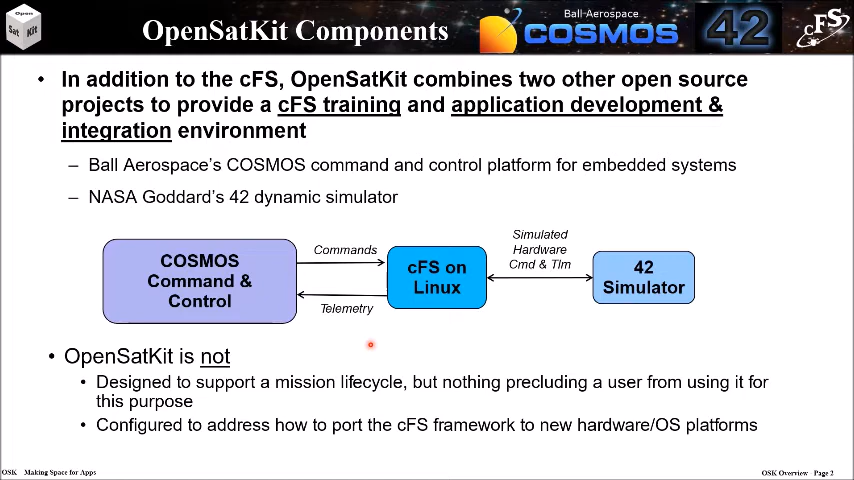 Open
Sat
Kit
OpenSatKit Components
Ball Aerospace
COSMOS
42
cFS
• In addition to the cFS, OpenSatKit combines two other open source
projects to provide a cFS training and application development &
integration environment
– Ball Aerospace's COSMOS command and control platform for embedded systems
– NASA Goddard's 42 dynamic simulator
COSMOS
Command &
Control
Commands
Telemetry
cFS on
Linux
Simulated
Hardware
Cmd & Tlm
42
Simulator
• OpenSatKit is not
• Designed to support a mission lifecycle, but nothing precluding a user from using it for
this purpose
• Configured to address how to port the cFS framework to new hardware/OS platforms
OSK Making Space for Apps
OSK Overview - Page 2